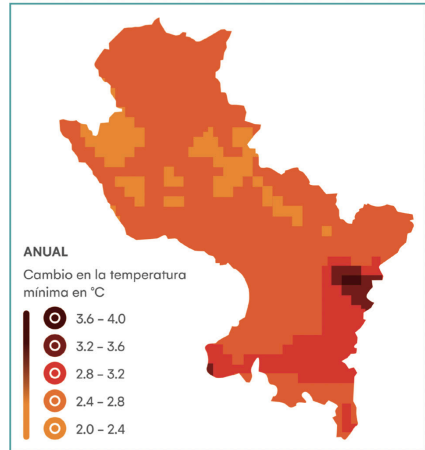 ANUAL
Cambio en la temperatura
mínima en °C
3.6 – 4.0
3.2 – 3.6
2.8 – 3.2
2.4 – 2.8
2.0 – 2.4